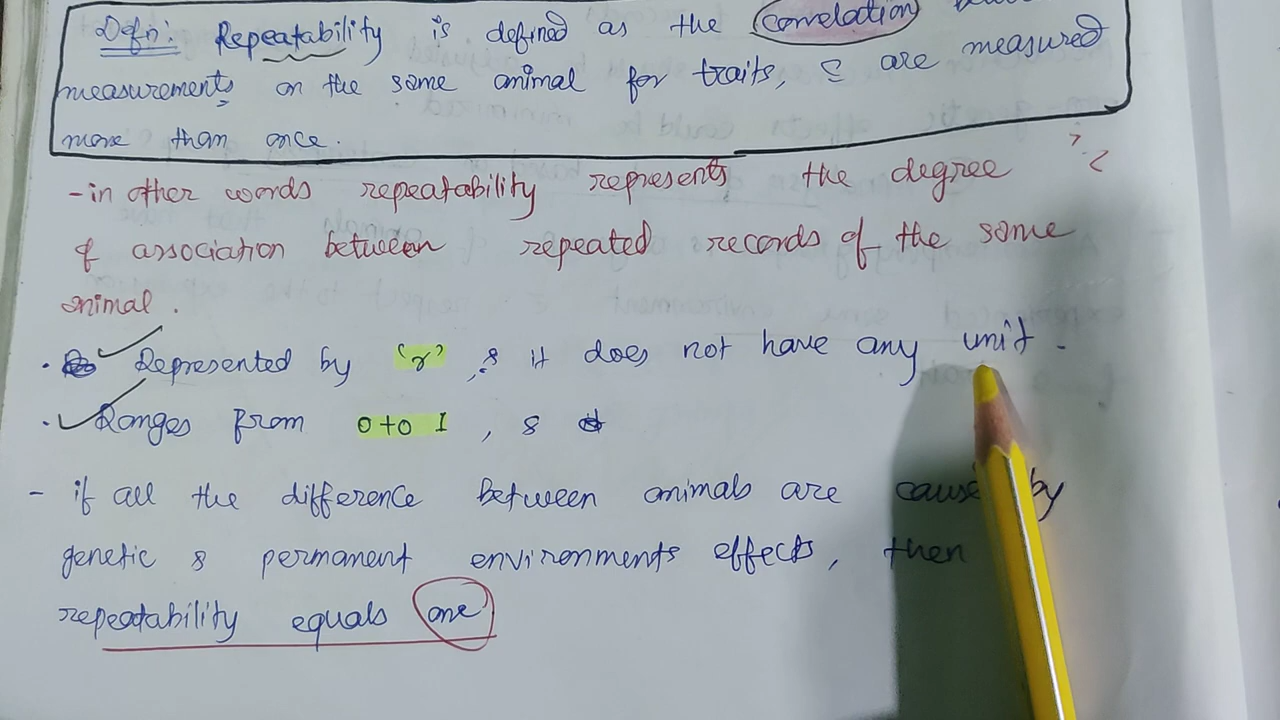 Defn: Repeatability is defined as the correlation
measurements on the same animal for traits, c are measured
more than once.
-in other words repeatability represents the degree
of association between repeated records of the same
animal.
· Represented by 'r', & it does not have any unit.
· Ranges from 0 to 1, &
- if all the difference between animals are cause by
genetic & permanent environments effects, then
repeatability equals one